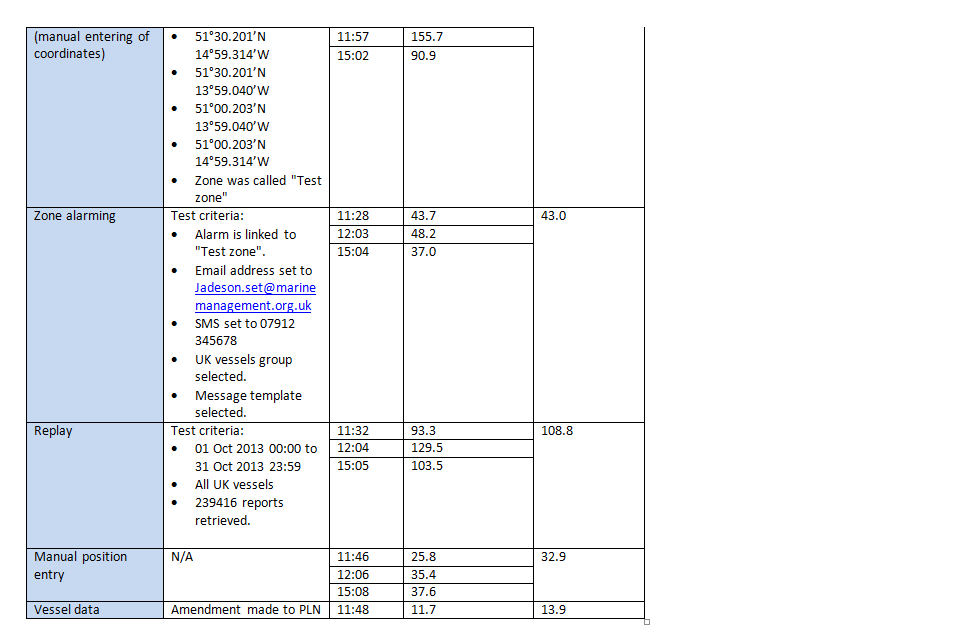 (manual entering of coordinates)
• 51°30.201'N
14°59.314'W
• 51°30.201'N
13°59.040'W
• 51°00.203'N
13°59.040'W
• 51°00.203'N
14°59.314'W
• Zone was called "Test
zone"
11:57 155.7
15:02 90.9
Zone alarming
Test criteria:
• Alarm is linked to
"Test zone".
• Email address set to
Jadeson.set@marine
management.org.uk
• SMS set to 07912
345678
• UK vessels group
selected.
• Message template
selected.
11:28 43.7 43.0
12:03 48.2
15:04 37.0
Replay
Test criteria:
• 01 Oct 2013 00:00 to
31 Oct 2013 23:59
• All UK vessels
• 239416 reports
retrieved.
11:32 93.3 108.8
12:04 129.5
15:05 103.5
Manual position
entry
N/A
11:46 25.8 32.9
12:06 35.4
15:08 37.6
Vessel data
Amendment made to PLN
11:48 11.7 13.9